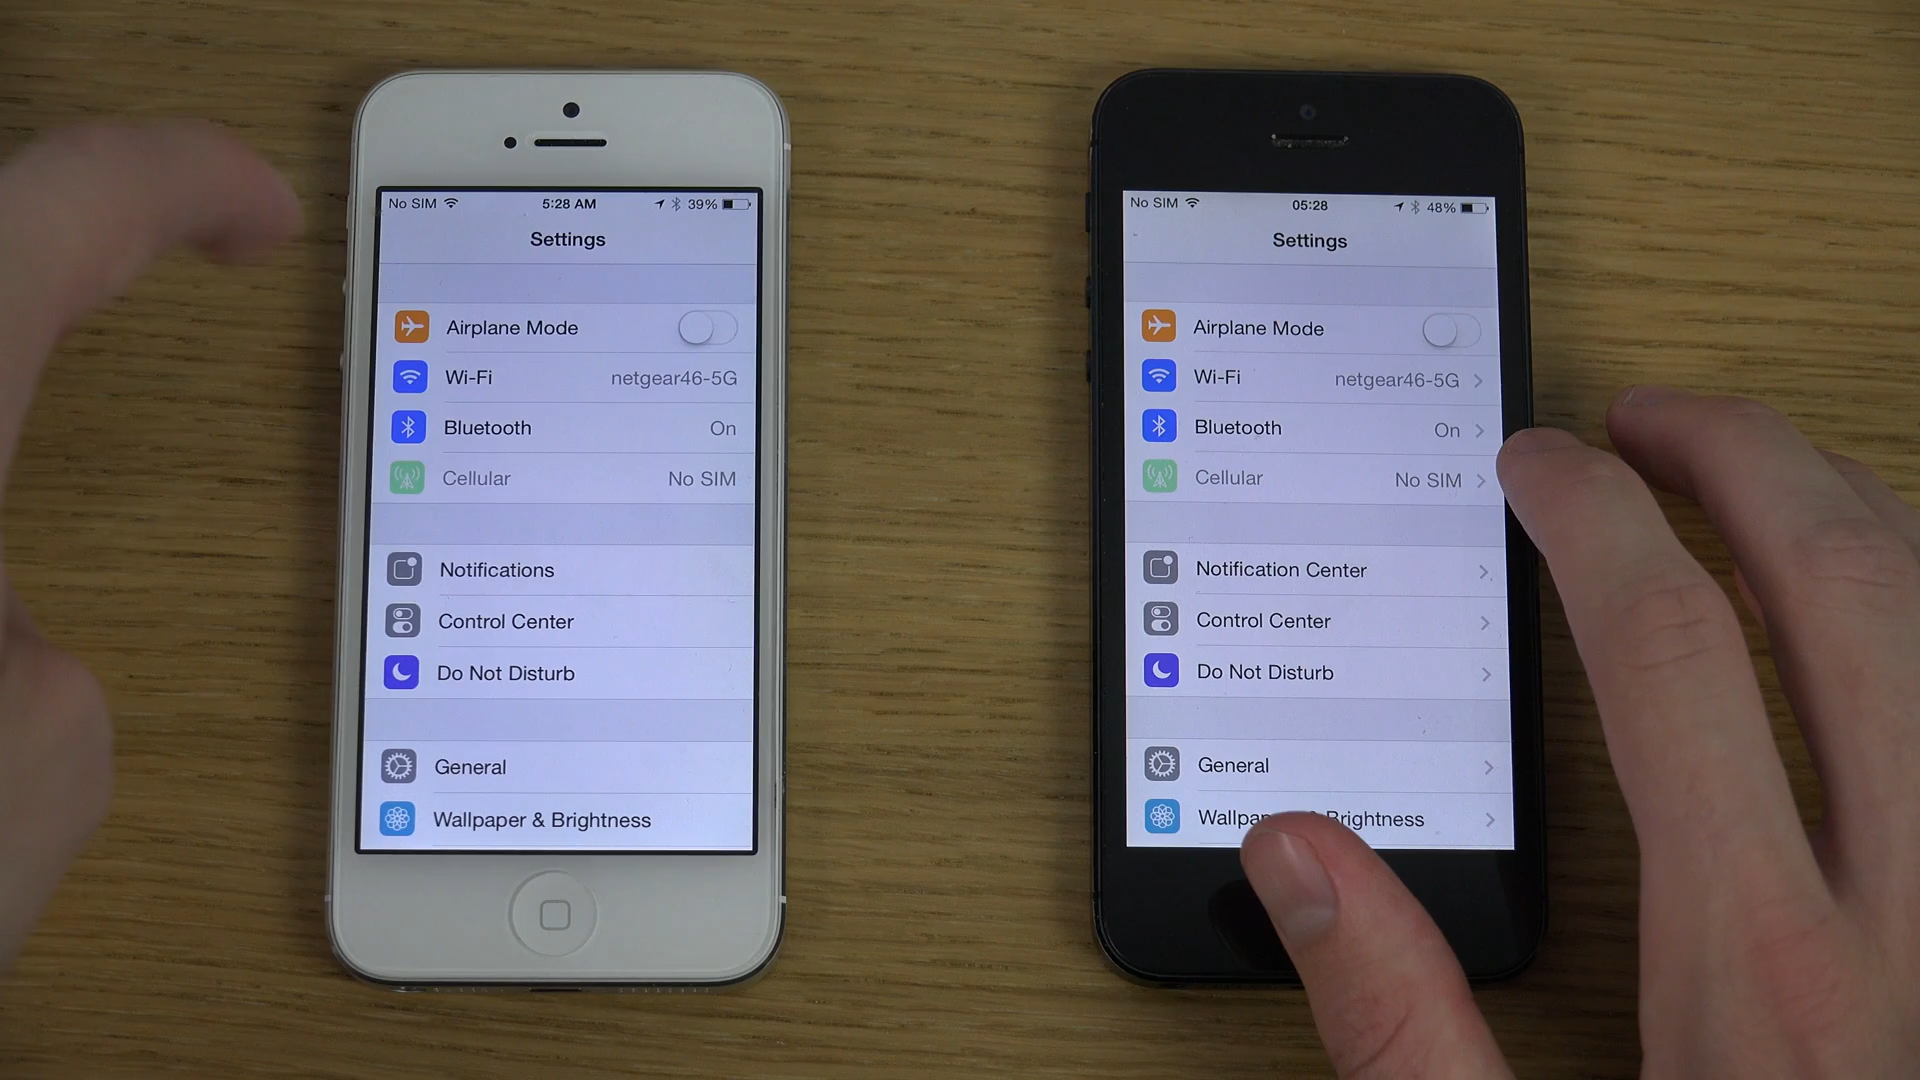 No SIM 5:28 AM 39%
Settings
Airplane Mode
Wi-Fi netgear46-5G
Bluetooth On
Cellular No SIM
Notifications
Control Center
Do Not Disturb
General
Wallpaper & Brightness
No SIM 05:28 48%
Settings
Airplane Mode
Wi-Fi netgear46-5G
Bluetooth On
Cellular No SIM
Notification Center
Control Center
Do Not Disturb
General
Brightness